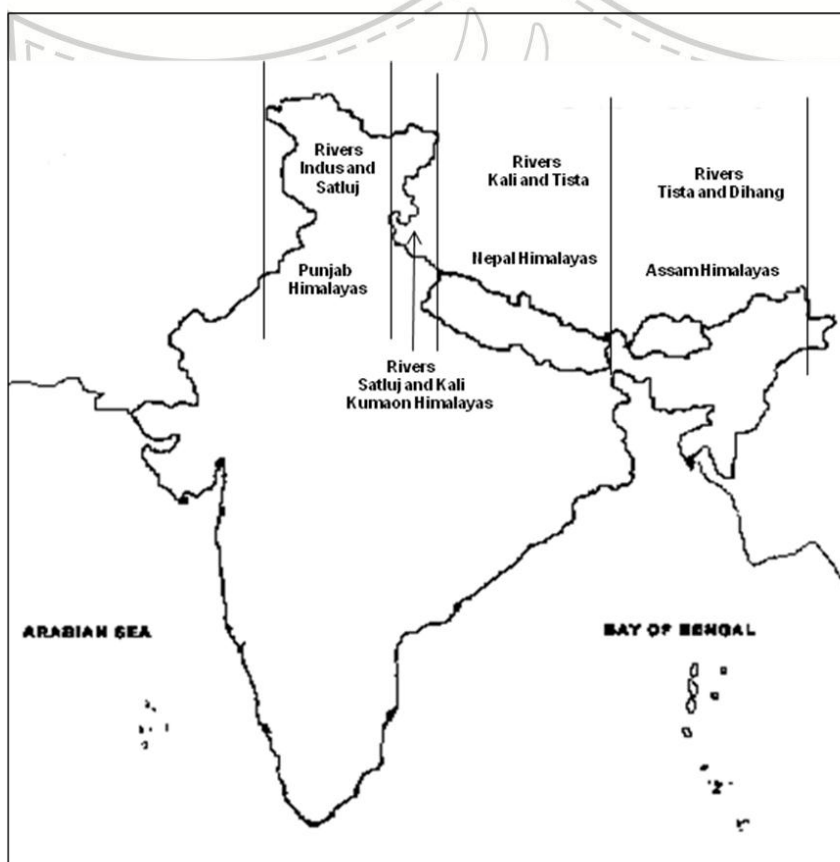 Rivers
Indus and
Satluj
Punjab
Himalayas
Rivers
Satluj and Kali
Kumaon Himalayas
Rivers
Kali and Tista
Nepal Himalayas
Rivers
Tista and Dihang
Assam Himalayas
ARABIAN SEA
BAY OF BENGAL